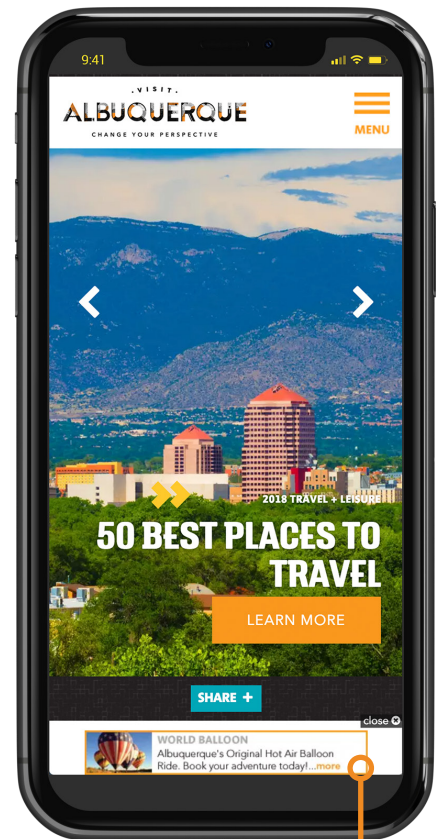 9:41
.VISIT.
ALBUQUERQUE
CHANGE YOUR PERSPECTIVE
MENU
2018 TRAVEL + LEISURE
50 BEST PLACES TO
TRAVEL
LEARN MORE
SHARE +
close
WORLD BALLOON
Albuquerque's Original Hot Air Balloon
Ride. Book your adventure today!...more